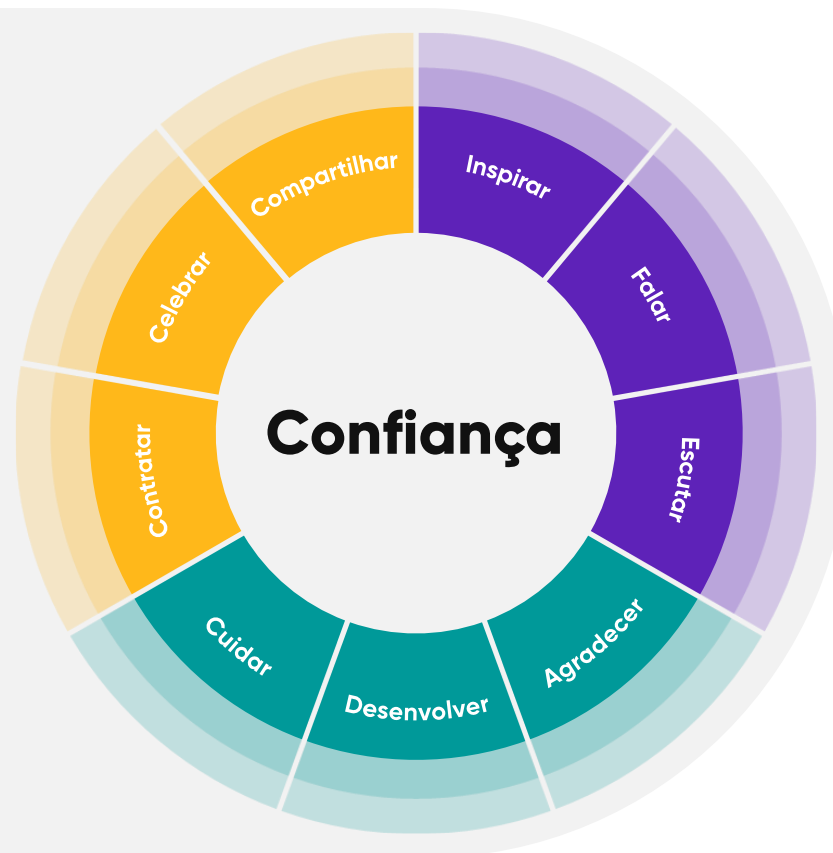 Inspirar
Falar
Escutar
Agradecer
Desenvolver
Cuidar
Contratar
Celebrar
Compartilhar
Confiança